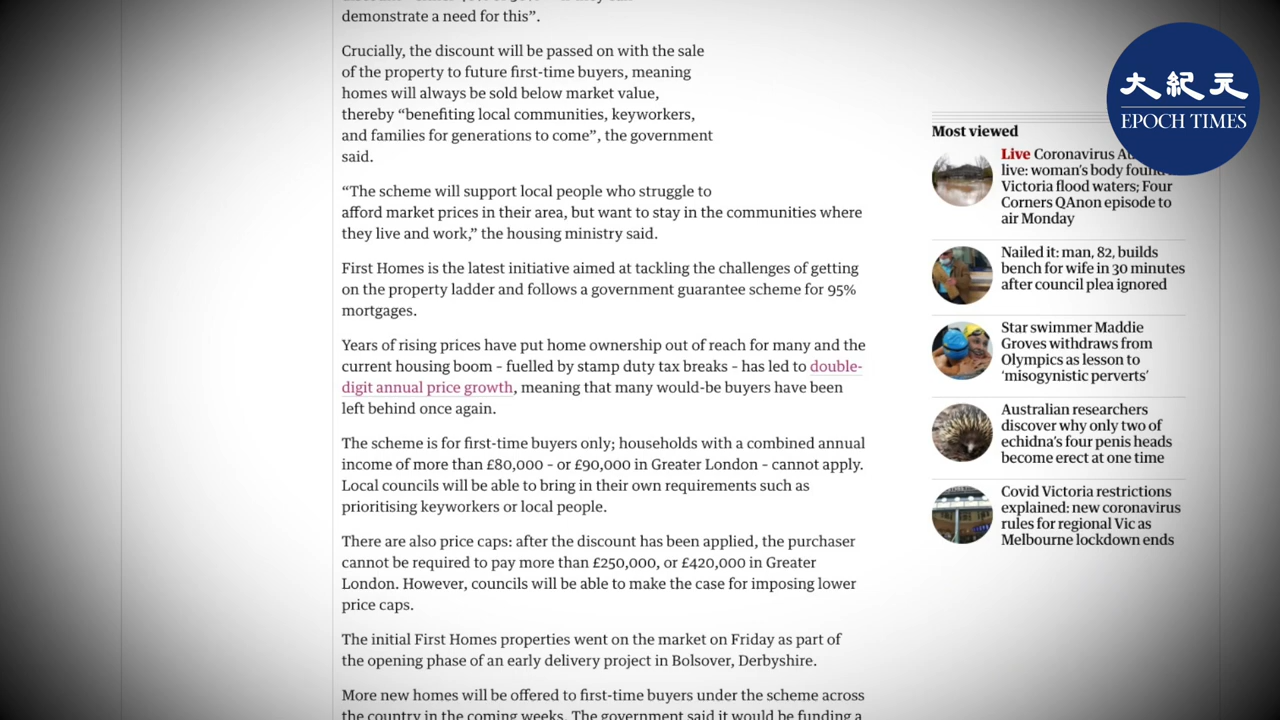 demonstrate a need for this”.
Crucially, the discount will be passed on with the sale
of the property to future first-time buyers, meaning
homes will always be sold below market value,
thereby “benefiting local communities, keyworkers,
and families for generations to come”, the government
said.
“The scheme will support local people who struggle to
afford market prices in their area, but want to stay in the communities where
they live and work,” the housing ministry said.
First Homes is the latest initiative aimed at tackling the challenges of getting
on the property ladder and follows a government guarantee scheme for 95%
mortgages.
Years of rising prices have put home ownership out of reach for many and the
current housing boom – fuelled by stamp duty tax breaks – has led to double-
digit annual price growth, meaning that many would-be buyers have been
left behind once again.
The scheme is for first-time buyers only; households with a combined annual
income of more than £80,000 – or £90,000 in Greater London – cannot apply.
Local councils will be able to bring in their own requirements such as
prioritising keyworkers or local people.
There are also price caps: after the discount has been applied, the purchaser
cannot be required to pay more than £250,000, or £420,000 in Greater
London. However, councils will be able to make the case for imposing lower
price caps.
The initial First Homes properties went on the market on Friday as part of
the opening phase of an early delivery project in Bolsover, Derbyshire.
More new homes will be offered to first-time buyers under the scheme across
the country in the coming weeks. The government said it would be funding a
大紀元
EPOCH TIMES
Most viewed
Live Coronavirus
live: woman’s body
Victoria flood waters; Four
Corners QAnon episode to
air Monday
Nailed it: man, 82, builds
bench for wife in 30 minutes
after council plea ignored
Star swimmer Maddie
Groves withdraws from
Olympics as lesson to
‘misogynistic perverts’
Australian researchers
discover why only two of
echidna’s four penis heads
become erect at one time
Covid Victoria restrictions
explained: new coronavirus
rules for regional Vic as
Melbourne lockdown ends